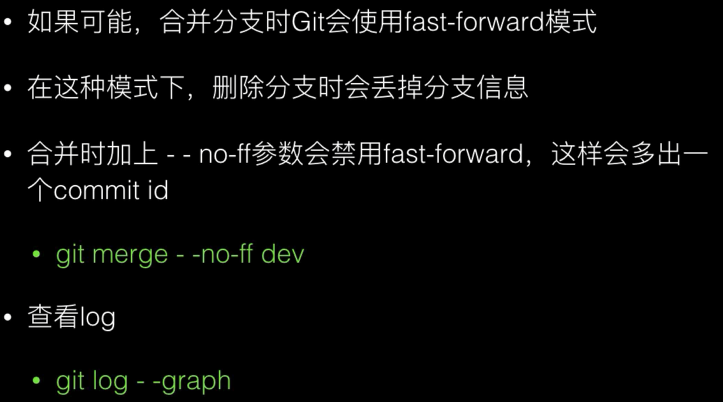 • 如果可能，合并分支时Git会使用fast-forward模式
• 在这种模式下，删除分支时会丢掉分支信息
• 合并时加上 - - no-ff参数会禁用fast-forward，这样会多出一
个commit id
• git merge - -no-ff dev
• 查看log
• git log - -graph